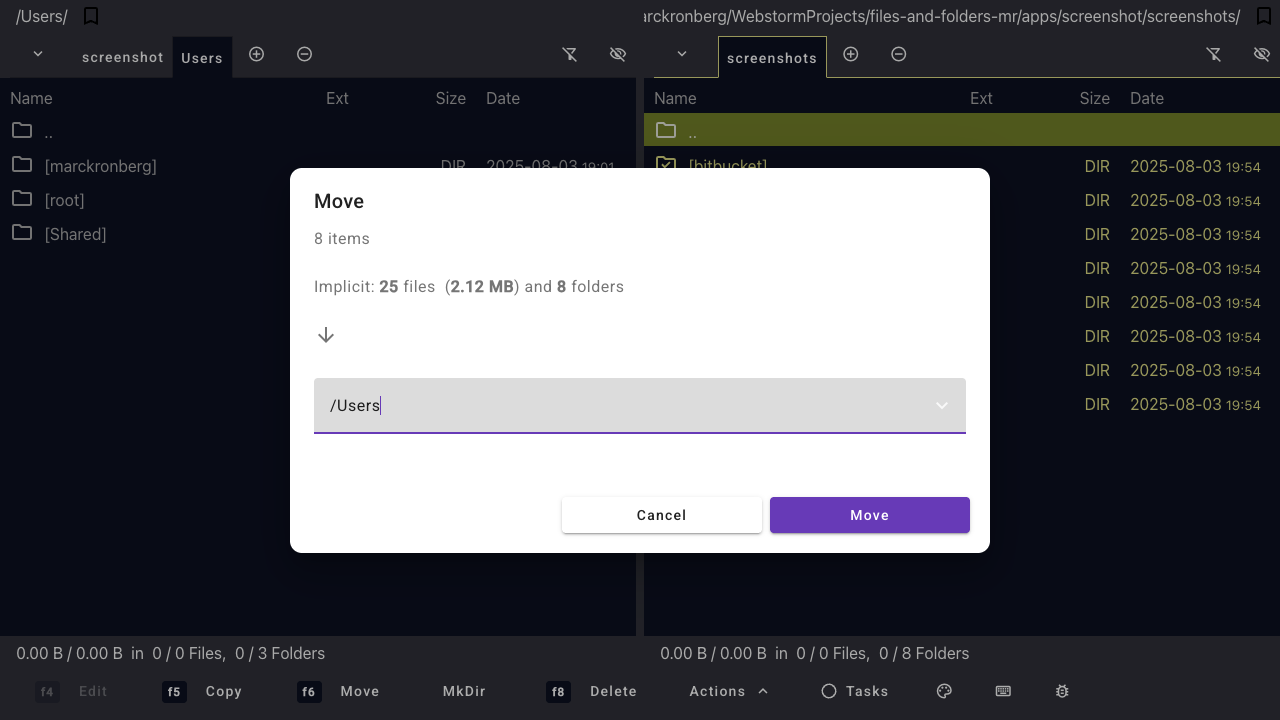 /Users/
arckronberg/WebstormProjects/files-and-folders-mr/apps/screenshot/screenshots/
screenshot Users
screenshots
Name Ext Size Date
Name Ext Size Date
..
..
[marckronberg] DIR 2025-08-03 19:01
[bitbucket] DIR 2025-08-03 19:54
[root]
DIR 2025-08-03 19:54
[Shared]
DIR 2025-08-03 19:54
DIR 2025-08-03 19:54
DIR 2025-08-03 19:54
DIR 2025-08-03 19:54
DIR 2025-08-03 19:54
DIR 2025-08-03 19:54
Move
8 items
Implicit: 25 files (2.12 MB) and 8 folders
/Users
Cancel Move
0.00 B / 0.00 B in 0 / 0 Files, 0 / 3 Folders
0.00 B / 0.00 B in 0 / 0 Files, 0 / 8 Folders
f4 Edit f5 Copy f6 Move MkDir f8 Delete Actions Tasks